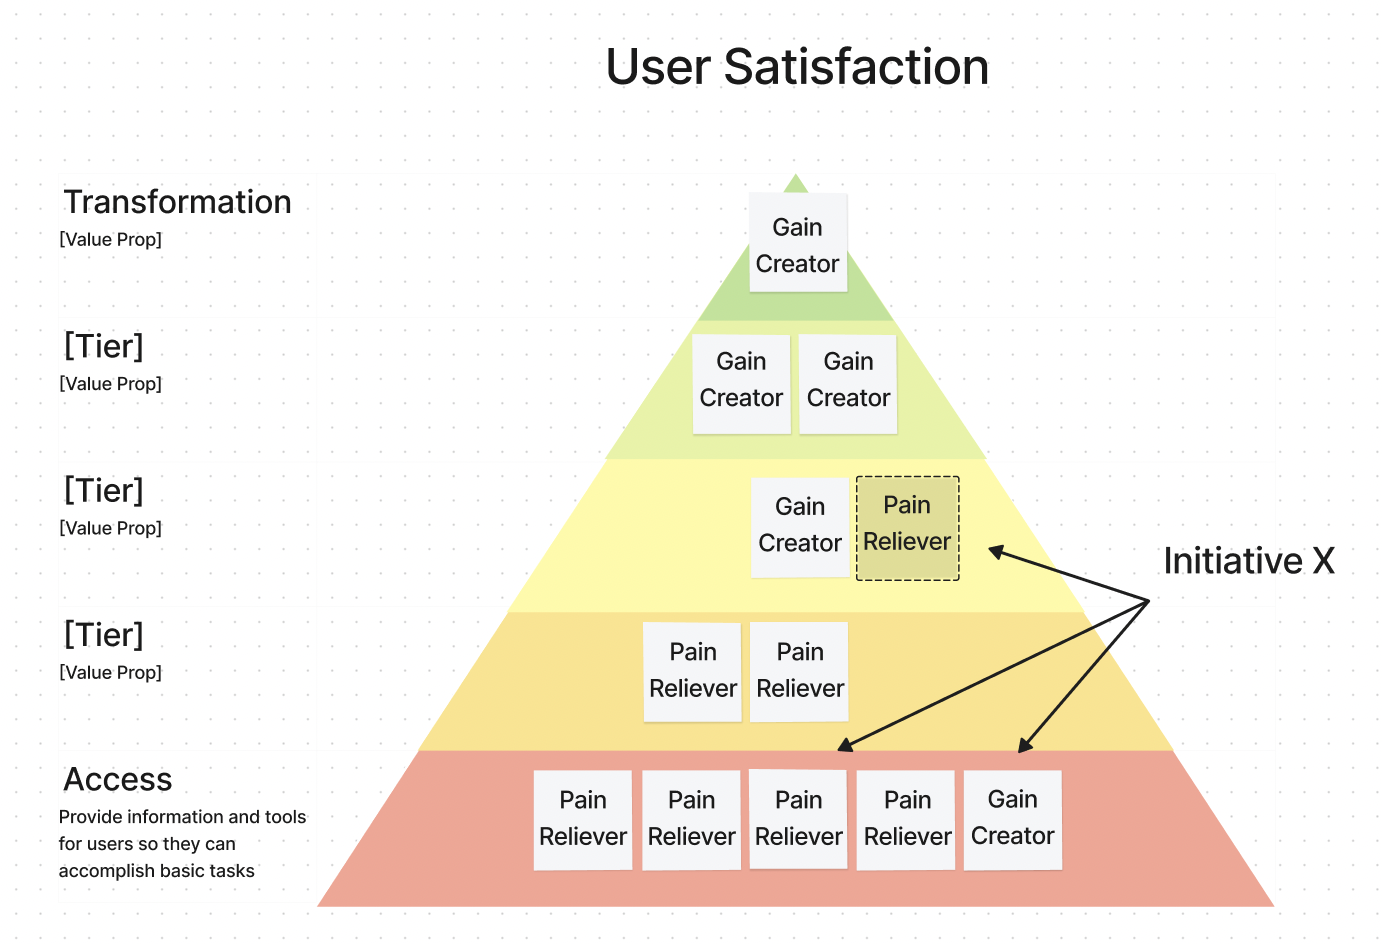 User Satisfaction
Transformation
[Value Prop]
Gain
Creator
[Tier]
[Value Prop]
Gain
Creator
Gain
Creator
[Tier]
[Value Prop]
Gain
Creator
Pain
Reliever
Initiative X
[Tier]
[Value Prop]
Pain
Reliever
Pain
Reliever
Access
Provide information and tools
for users so they can
accomplish basic tasks
Pain
Reliever
Pain
Reliever
Pain
Reliever
Pain
Reliever
Gain
Creator